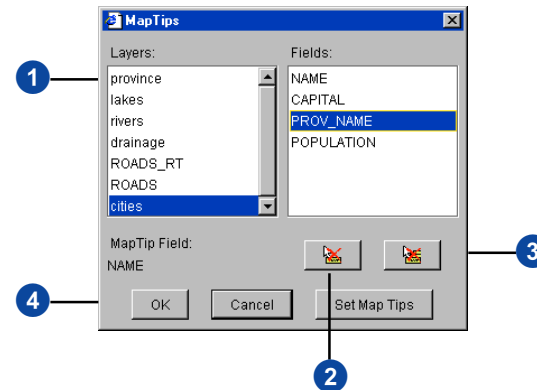 MapTips
Layers:
Fields:
1
province
lakes
rivers
drainage
ROADS_RT
ROADS
cities
NAME
CAPITAL
PROV_NAME
POPULATION
MapTip Field:
NAME
3
4
OK
Cancel
Set Map Tips
2